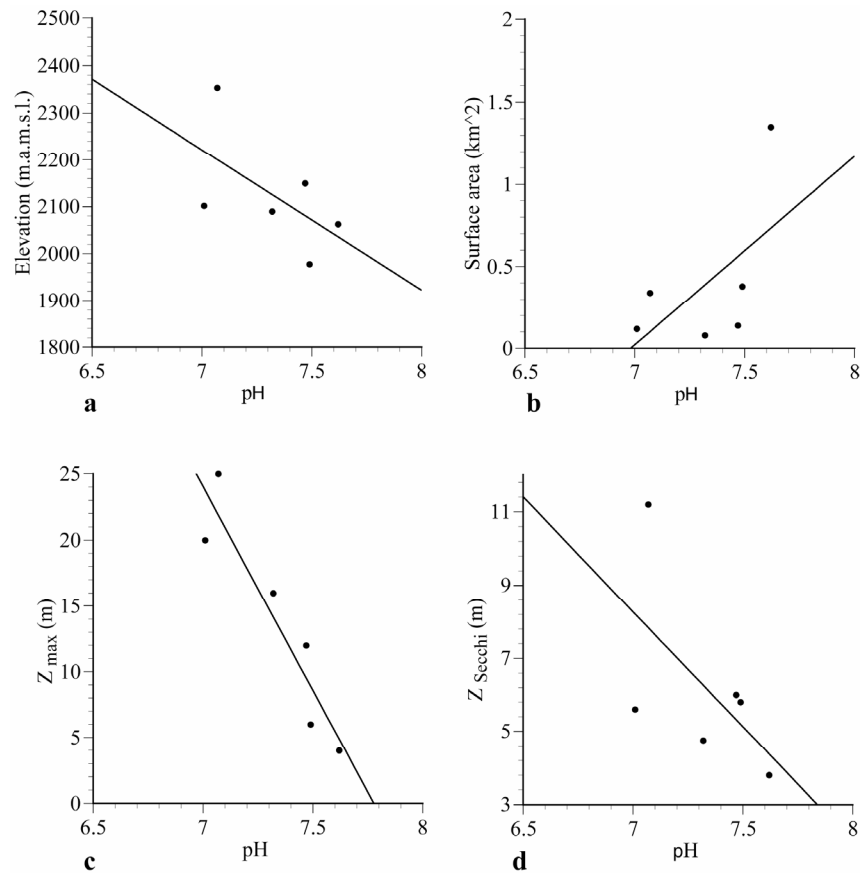 2500
2400
2300
2200
2100
2000
1900
1800
Elevation (m.a.m.s.l.)
6.5 7 7.5 8
pH
a
2
1.5
1
0.5
0
Surface area (km^2)
6.5 7 7.5 8
pH
b
25
20
15
10
5
0
Z max (m)
6.5 7 7.5 8
pH
c
11
9
7
5
3
Z Secchi (m)
6.5 7 7.5 8
pH
d